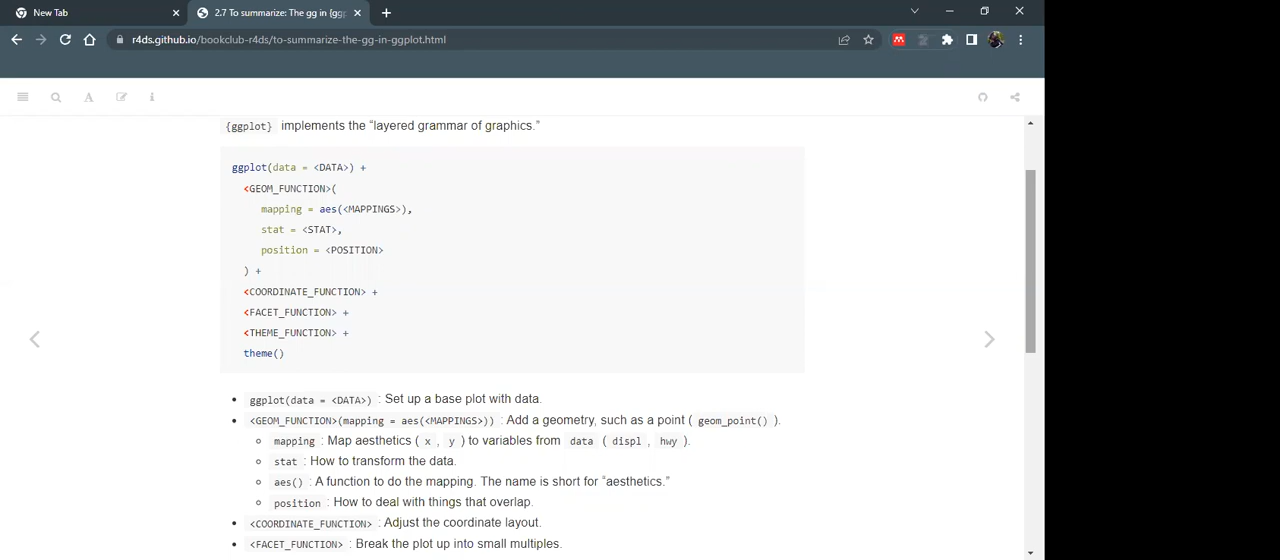 New Tab
2.7 To summarize: The gg in {ggp
r4ds.github.io/bookclub-r4ds/to-summarize-the-gg-in-ggplot.html
{ggplot} implements the “layered grammar of graphics.”
ggplot(data = <DATA>) +
<GEOM_FUNCTION>(
mapping = aes(<MAPPINGS>),
stat = <STAT>,
position = <POSITION>
) +
<COORDINATE_FUNCTION> +
<FACET_FUNCTION> +
<THEME_FUNCTION> +
theme()
• ggplot(data = <DATA>) : Set up a base plot with data.
• <GEOM_FUNCTION>(mapping = aes(<MAPPINGS>)) : Add a geometry, such as a point ( geom_point() ).
◦ mapping : Map aesthetics ( x , y ) to variables from data ( displ , hwy ).
◦ stat : How to transform the data.
◦ aes() : A function to do the mapping. The name is short for “aesthetics.”
◦ position : How to deal with things that overlap.
• <COORDINATE_FUNCTION> : Adjust the coordinate layout.
• <FACET_FUNCTION> : Break the plot up into small multiples.